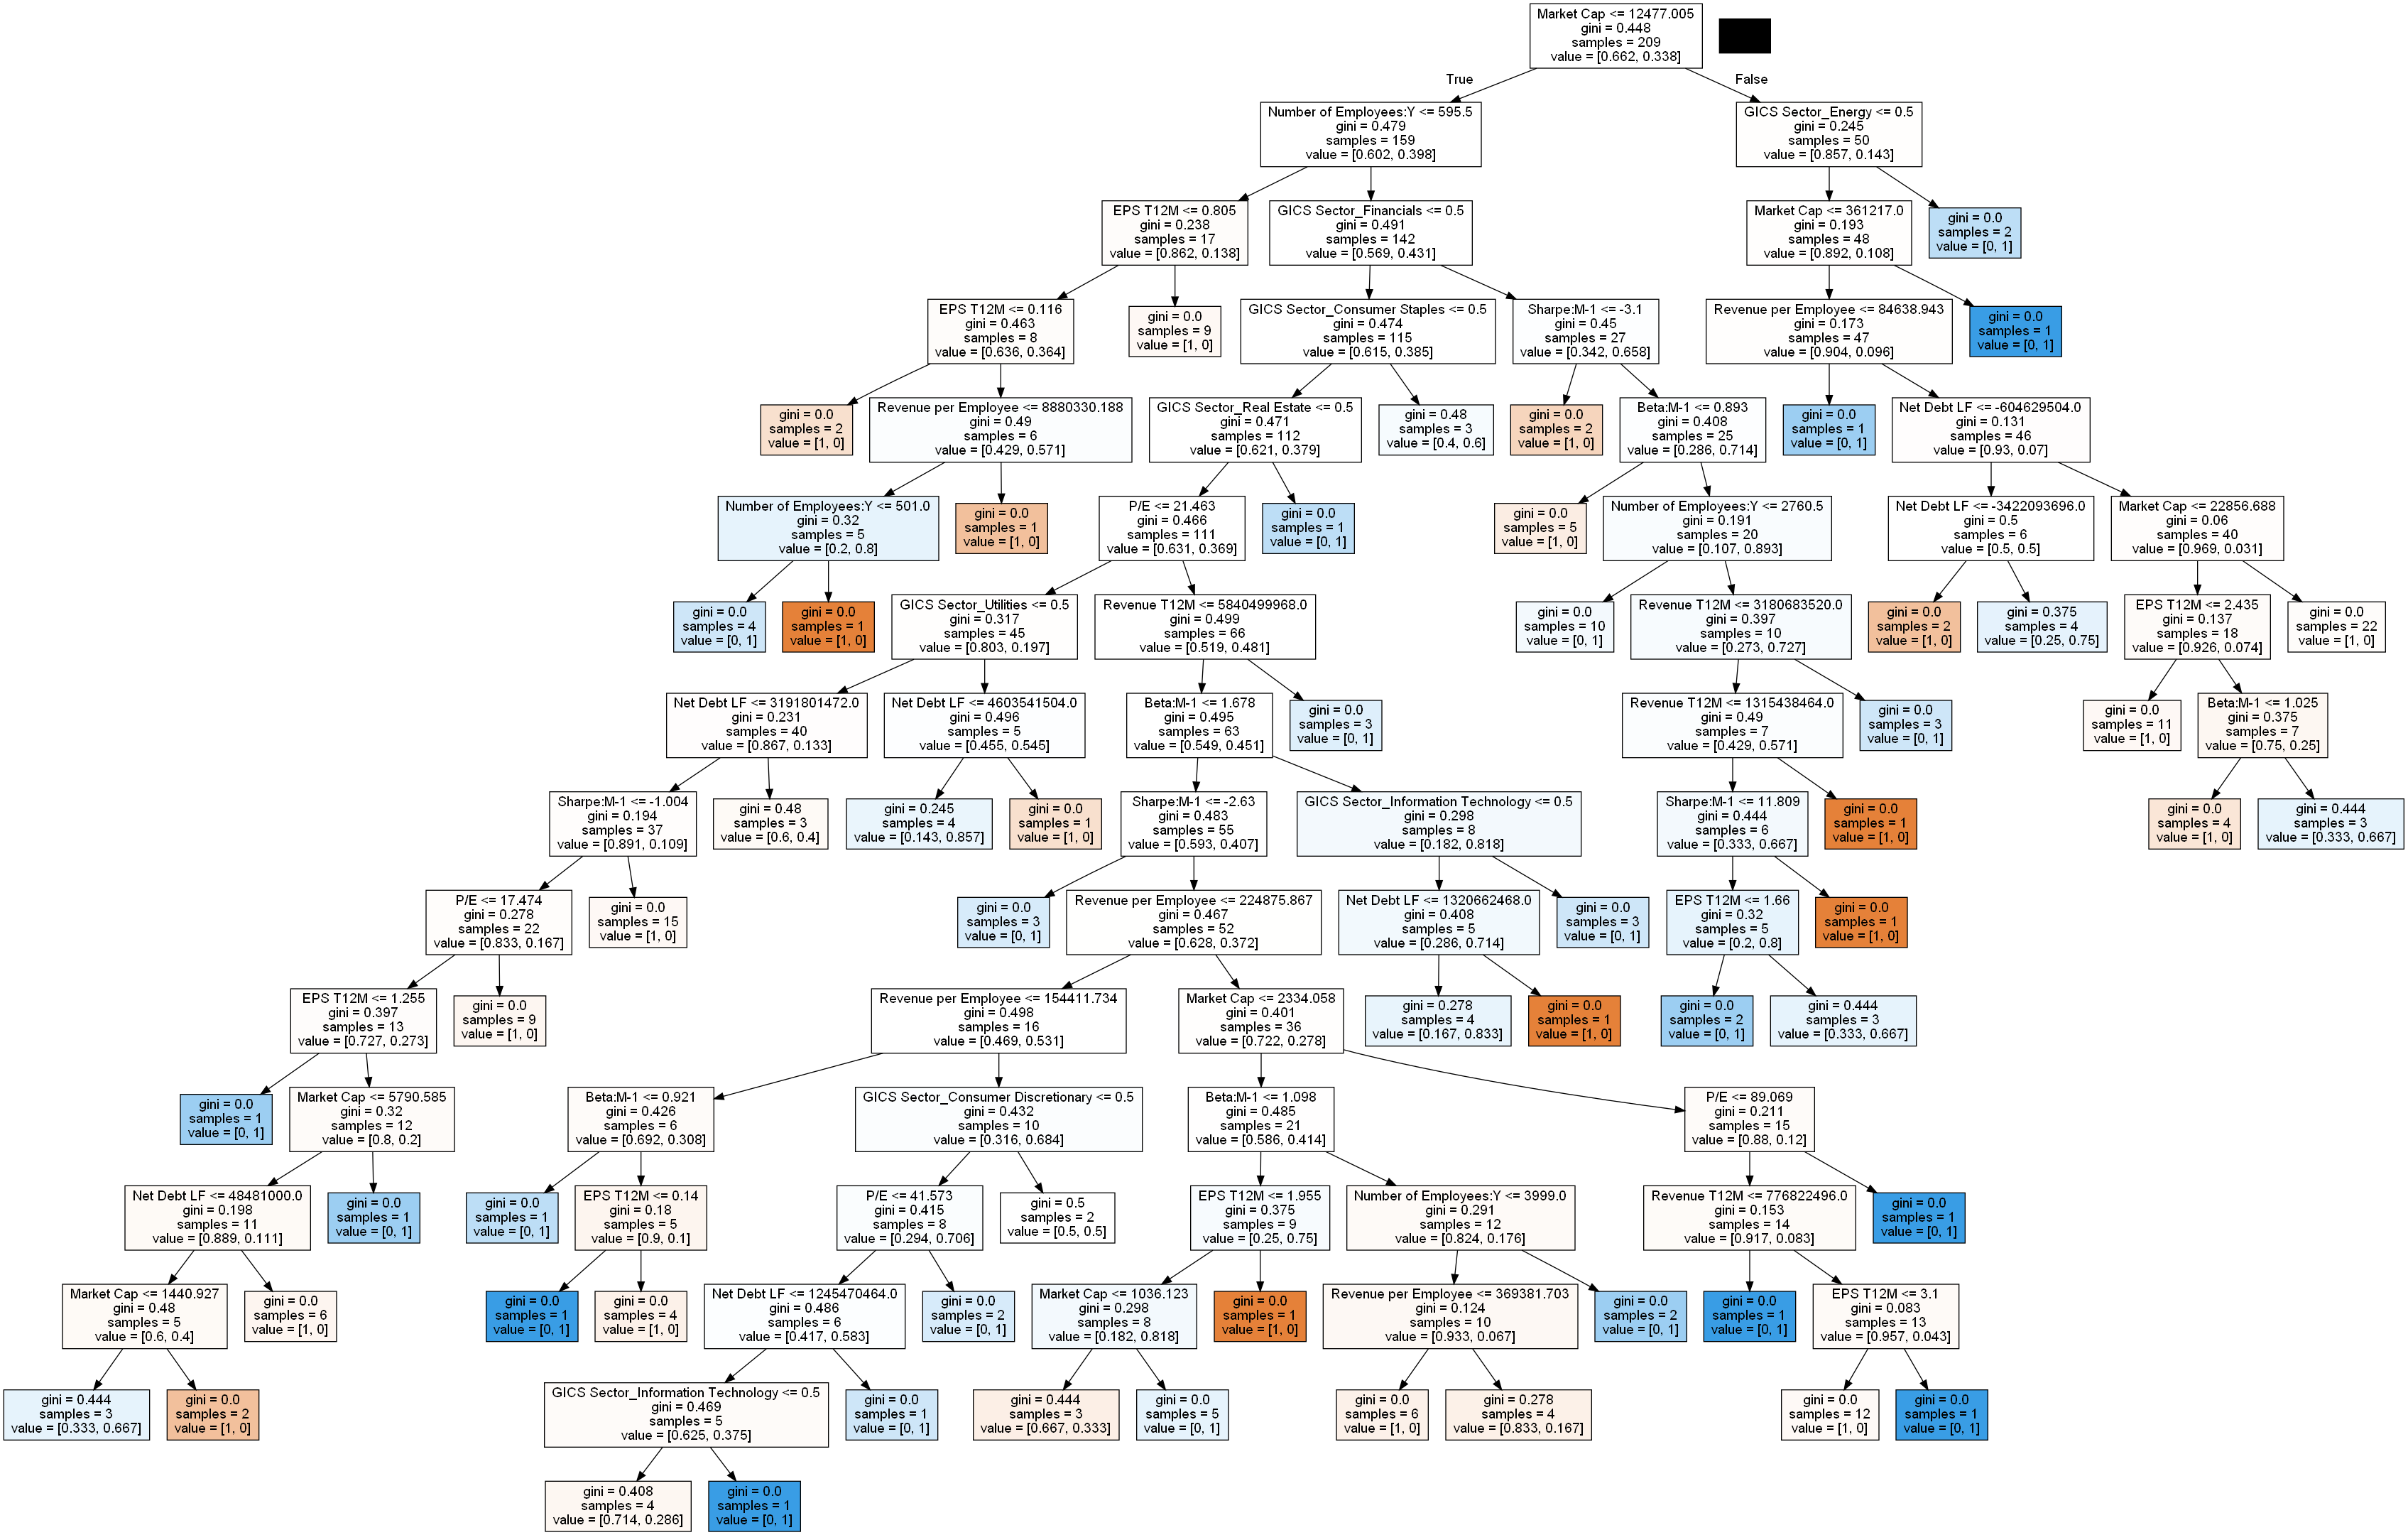 Market Cap <= 12477.005
gini = 0.448
samples = 209
value = [0.662, 0.338]
True
False
Number of Employees:Y <= 595.5
gini = 0.479
samples = 159
value = [0.602, 0.398]
GICS Sector_Energy <= 0.5
gini = 0.245
samples = 50
value = [0.857, 0.143]
EPS T12M <= 0.805
gini = 0.238
samples = 17
value = [0.862, 0.138]
GICS Sector_Financials <= 0.5
gini = 0.491
samples = 142
value = [0.569, 0.431]
Market Cap <= 361217.0
gini = 0.193
samples = 48
value = [0.892, 0.108]
gini = 0.0
samples = 2
value = [0, 1]
EPS T12M <= 0.116
gini = 0.463
samples = 8
value = [0.636, 0.364]
gini = 0.0
samples = 9
value = [1, 0]
GICS Sector_Consumer Staples <= 0.5
gini = 0.474
samples = 115
value = [0.615, 0.385]
Sharpe:M-1 <= -3.1
gini = 0.45
samples = 27
value = [0.342, 0.658]
Revenue per Employee <= 84638.943
gini = 0.173
samples = 47
value = [0.904, 0.096]
gini = 0.0
samples = 1
value = [0, 1]
gini = 0.0
samples = 2
value = [1, 0]
Revenue per Employee <= 8880330.188
gini = 0.49
samples = 6
value = [0.429, 0.571]
GICS Sector_Real Estate <= 0.5
gini = 0.471
samples = 112
value = [0.621, 0.379]
gini = 0.48
samples = 3
value = [0.4, 0.6]
gini = 0.0
samples = 2
value = [1, 0]
Beta:M-1 <= 0.893
gini = 0.408
samples = 25
value = [0.286, 0.714]
gini = 0.0
samples = 1
value = [0, 1]
Net Debt LF <= -604629504.0
gini = 0.131
samples = 46
value = [0.93, 0.07]
Number of Employees:Y <= 501.0
gini = 0.32
samples = 5
value = [0.2, 0.8]
gini = 0.0
samples = 1
value = [1, 0]
P/E <= 21.463
gini = 0.466
samples = 111
value = [0.631, 0.369]
gini = 0.0
samples = 1
value = [0, 1]
gini = 0.0
samples = 5
value = [1, 0]
Number of Employees:Y <= 2760.5
gini = 0.191
samples = 20
value = [0.107, 0.893]
Net Debt LF <= -3422093696.0
gini = 0.5
samples = 6
value = [0.5, 0.5]
Market Cap <= 22856.688
gini = 0.06
samples = 40
value = [0.969, 0.031]
gini = 0.0
samples = 4
value = [0, 1]
gini = 0.0
samples = 1
value = [1, 0]
GICS Sector_Utilities <= 0.5
gini = 0.317
samples = 45
value = [0.803, 0.197]
Revenue T12M <= 5840499968.0
gini = 0.499
samples = 66
value = [0.519, 0.481]
gini = 0.0
samples = 10
value = [0, 1]
Revenue T12M <= 3180683520.0
gini = 0.397
samples = 10
value = [0.273, 0.727]
gini = 0.0
samples = 2
value = [1, 0]
gini = 0.375
samples = 4
value = [0.25, 0.75]
EPS T12M <= 2.435
gini = 0.137
samples = 18
value = [0.926, 0.074]
gini = 0.0
samples = 22
value = [1, 0]
Net Debt LF <= 3191801472.0
gini = 0.231
samples = 40
value = [0.867, 0.133]
Net Debt LF <= 4603541504.0
gini = 0.496
samples = 5
value = [0.455, 0.545]
Beta:M-1 <= 1.678
gini = 0.495
samples = 63
value = [0.549, 0.451]
gini = 0.0
samples = 3
value = [0, 1]
Revenue T12M <= 1315438464.0
gini = 0.49
samples = 7
value = [0.429, 0.571]
gini = 0.0
samples = 3
value = [0, 1]
gini = 0.0
samples = 11
value = [1, 0]
Beta:M-1 <= 1.025
gini = 0.375
samples = 7
value = [0.75, 0.25]
Sharpe:M-1 <= -1.004
gini = 0.194
samples = 37
value = [0.891, 0.109]
gini = 0.48
samples = 3
value = [0.6, 0.4]
gini = 0.245
samples = 4
value = [0.143, 0.857]
gini = 0.0
samples = 1
value = [1, 0]
Sharpe:M-1 <= -2.63
gini = 0.483
samples = 55
value = [0.593, 0.407]
GICS Sector_Information Technology <= 0.5
gini = 0.298
samples = 8
value = [0.182, 0.818]
Sharpe:M-1 <= 11.809
gini = 0.444
samples = 6
value = [0.333, 0.667]
gini = 0.0
samples = 1
value = [1, 0]
gini = 0.0
samples = 4
value = [1, 0]
gini = 0.444
samples = 3
value = [0.333, 0.667]
P/E <= 17.474
gini = 0.278
samples = 22
value = [0.833, 0.167]
gini = 0.0
samples = 15
value = [1, 0]
gini = 0.0
samples = 3
value = [0, 1]
Revenue per Employee <= 224875.867
gini = 0.467
samples = 52
value = [0.628, 0.372]
Net Debt LF <= 1320662468.0
gini = 0.408
samples = 5
value = [0.286, 0.714]
gini = 0.0
samples = 3
value = [0, 1]
EPS T12M <= 1.66
gini = 0.32
samples = 5
value = [0.2, 0.8]
gini = 0.0
samples = 1
value = [1, 0]
EPS T12M <= 1.255
gini = 0.397
samples = 13
value = [0.727, 0.273]
gini = 0.0
samples = 9
value = [1, 0]
Revenue per Employee <= 154411.734
gini = 0.498
samples = 16
value = [0.469, 0.531]
Market Cap <= 2334.058
gini = 0.401
samples = 36
value = [0.722, 0.278]
gini = 0.278
samples = 4
value = [0.167, 0.833]
gini = 0.0
samples = 1
value = [1, 0]
gini = 0.0
samples = 2
value = [0, 1]
gini = 0.444
samples = 3
value = [0.333, 0.667]
gini = 0.0
samples = 1
value = [0, 1]
Market Cap <= 5790.585
gini = 0.32
samples = 12
value = [0.8, 0.2]
Beta:M-1 <= 0.921
gini = 0.426
samples = 6
value = [0.692, 0.308]
GICS Sector_Consumer Discretionary <= 0.5
gini = 0.432
samples = 10
value = [0.316, 0.684]
Beta:M-1 <= 1.098
gini = 0.485
samples = 21
value = [0.586, 0.414]
P/E <= 89.069
gini = 0.211
samples = 15
value = [0.88, 0.12]
Net Debt LF <= 48481000.0
gini = 0.198
samples = 11
value = [0.889, 0.111]
gini = 0.0
samples = 1
value = [0, 1]
gini = 0.0
samples = 1
value = [0, 1]
EPS T12M <= 0.14
gini = 0.18
samples = 5
value = [0.9, 0.1]
P/E <= 41.573
gini = 0.415
samples = 8
value = [0.294, 0.706]
gini = 0.5
samples = 2
value = [0.5, 0.5]
EPS T12M <= 1.955
gini = 0.375
samples = 9
value = [0.25, 0.75]
Number of Employees:Y <= 3999.0
gini = 0.291
samples = 12
value = [0.824, 0.176]
Revenue T12M <= 776822496.0
gini = 0.153
samples = 14
value = [0.917, 0.083]
gini = 0.0
samples = 1
value = [0, 1]
Market Cap <= 1440.927
gini = 0.48
samples = 5
value = [0.6, 0.4]
gini = 0.0
samples = 6
value = [1, 0]
gini = 0.0
samples = 1
value = [0, 1]
gini = 0.0
samples = 4
value = [1, 0]
Net Debt LF <= 1245470464.0
gini = 0.486
samples = 6
value = [0.417, 0.583]
gini = 0.0
samples = 2
value = [0, 1]
Market Cap <= 1036.123
gini = 0.298
samples = 8
value = [0.182, 0.818]
gini = 0.0
samples = 1
value = [1, 0]
Revenue per Employee <= 369381.703
gini = 0.124
samples = 10
value = [0.933, 0.067]
gini = 0.0
samples = 2
value = [0, 1]
gini = 0.0
samples = 1
value = [0, 1]
EPS T12M <= 3.1
gini = 0.083
samples = 13
value = [0.957, 0.043]
gini = 0.444
samples = 3
value = [0.333, 0.667]
gini = 0.0
samples = 2
value = [1, 0]
GICS Sector_Information Technology <= 0.5
gini = 0.469
samples = 5
value = [0.625, 0.375]
gini = 0.0
samples = 1
value = [0, 1]
gini = 0.444
samples = 3
value = [0.667, 0.333]
gini = 0.0
samples = 5
value = [0, 1]
gini = 0.0
samples = 6
value = [1, 0]
gini = 0.278
samples = 4
value = [0.833, 0.167]
gini = 0.0
samples = 12
value = [1, 0]
gini = 0.0
samples = 1
value = [0, 1]
gini = 0.408
samples = 4
value = [0.714, 0.286]
gini = 0.0
samples = 1
value = [0, 1]